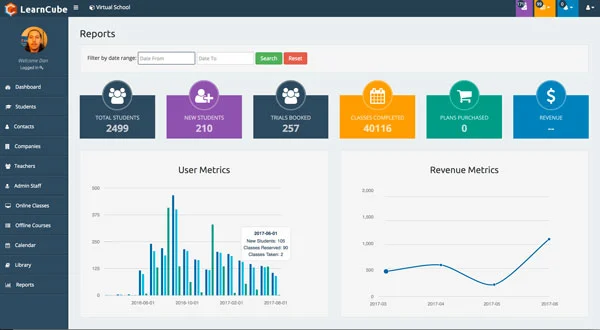 LearnCube
Virtual School
171
99
6
Welcome Dan
Logged in
Dashboard
Students
Contacts
Companies
Teachers
Admin Staff
Online Classes
Offline Courses
Calendar
Library
Reports
Reports
Filter by date range:
Date From
Date To
Search
Reset
TOTAL STUDENTS
2499
NEW STUDENTS
210
TRIALS BOOKED
257
CLASSES COMPLETED
40116
PLANS PURCHASED
0
REVENUE
--
User Metrics
500
375
250
125
0
2016-06-01
2016-10-01
2017-02-01
2017-06-01
2017-06-01
New Students: 105
Classes Reserved: 90
Classes Taken: 2
Revenue Metrics
2,000
1,500
1,000
500
0
2017-03
2017-04
2017-05
2017-06